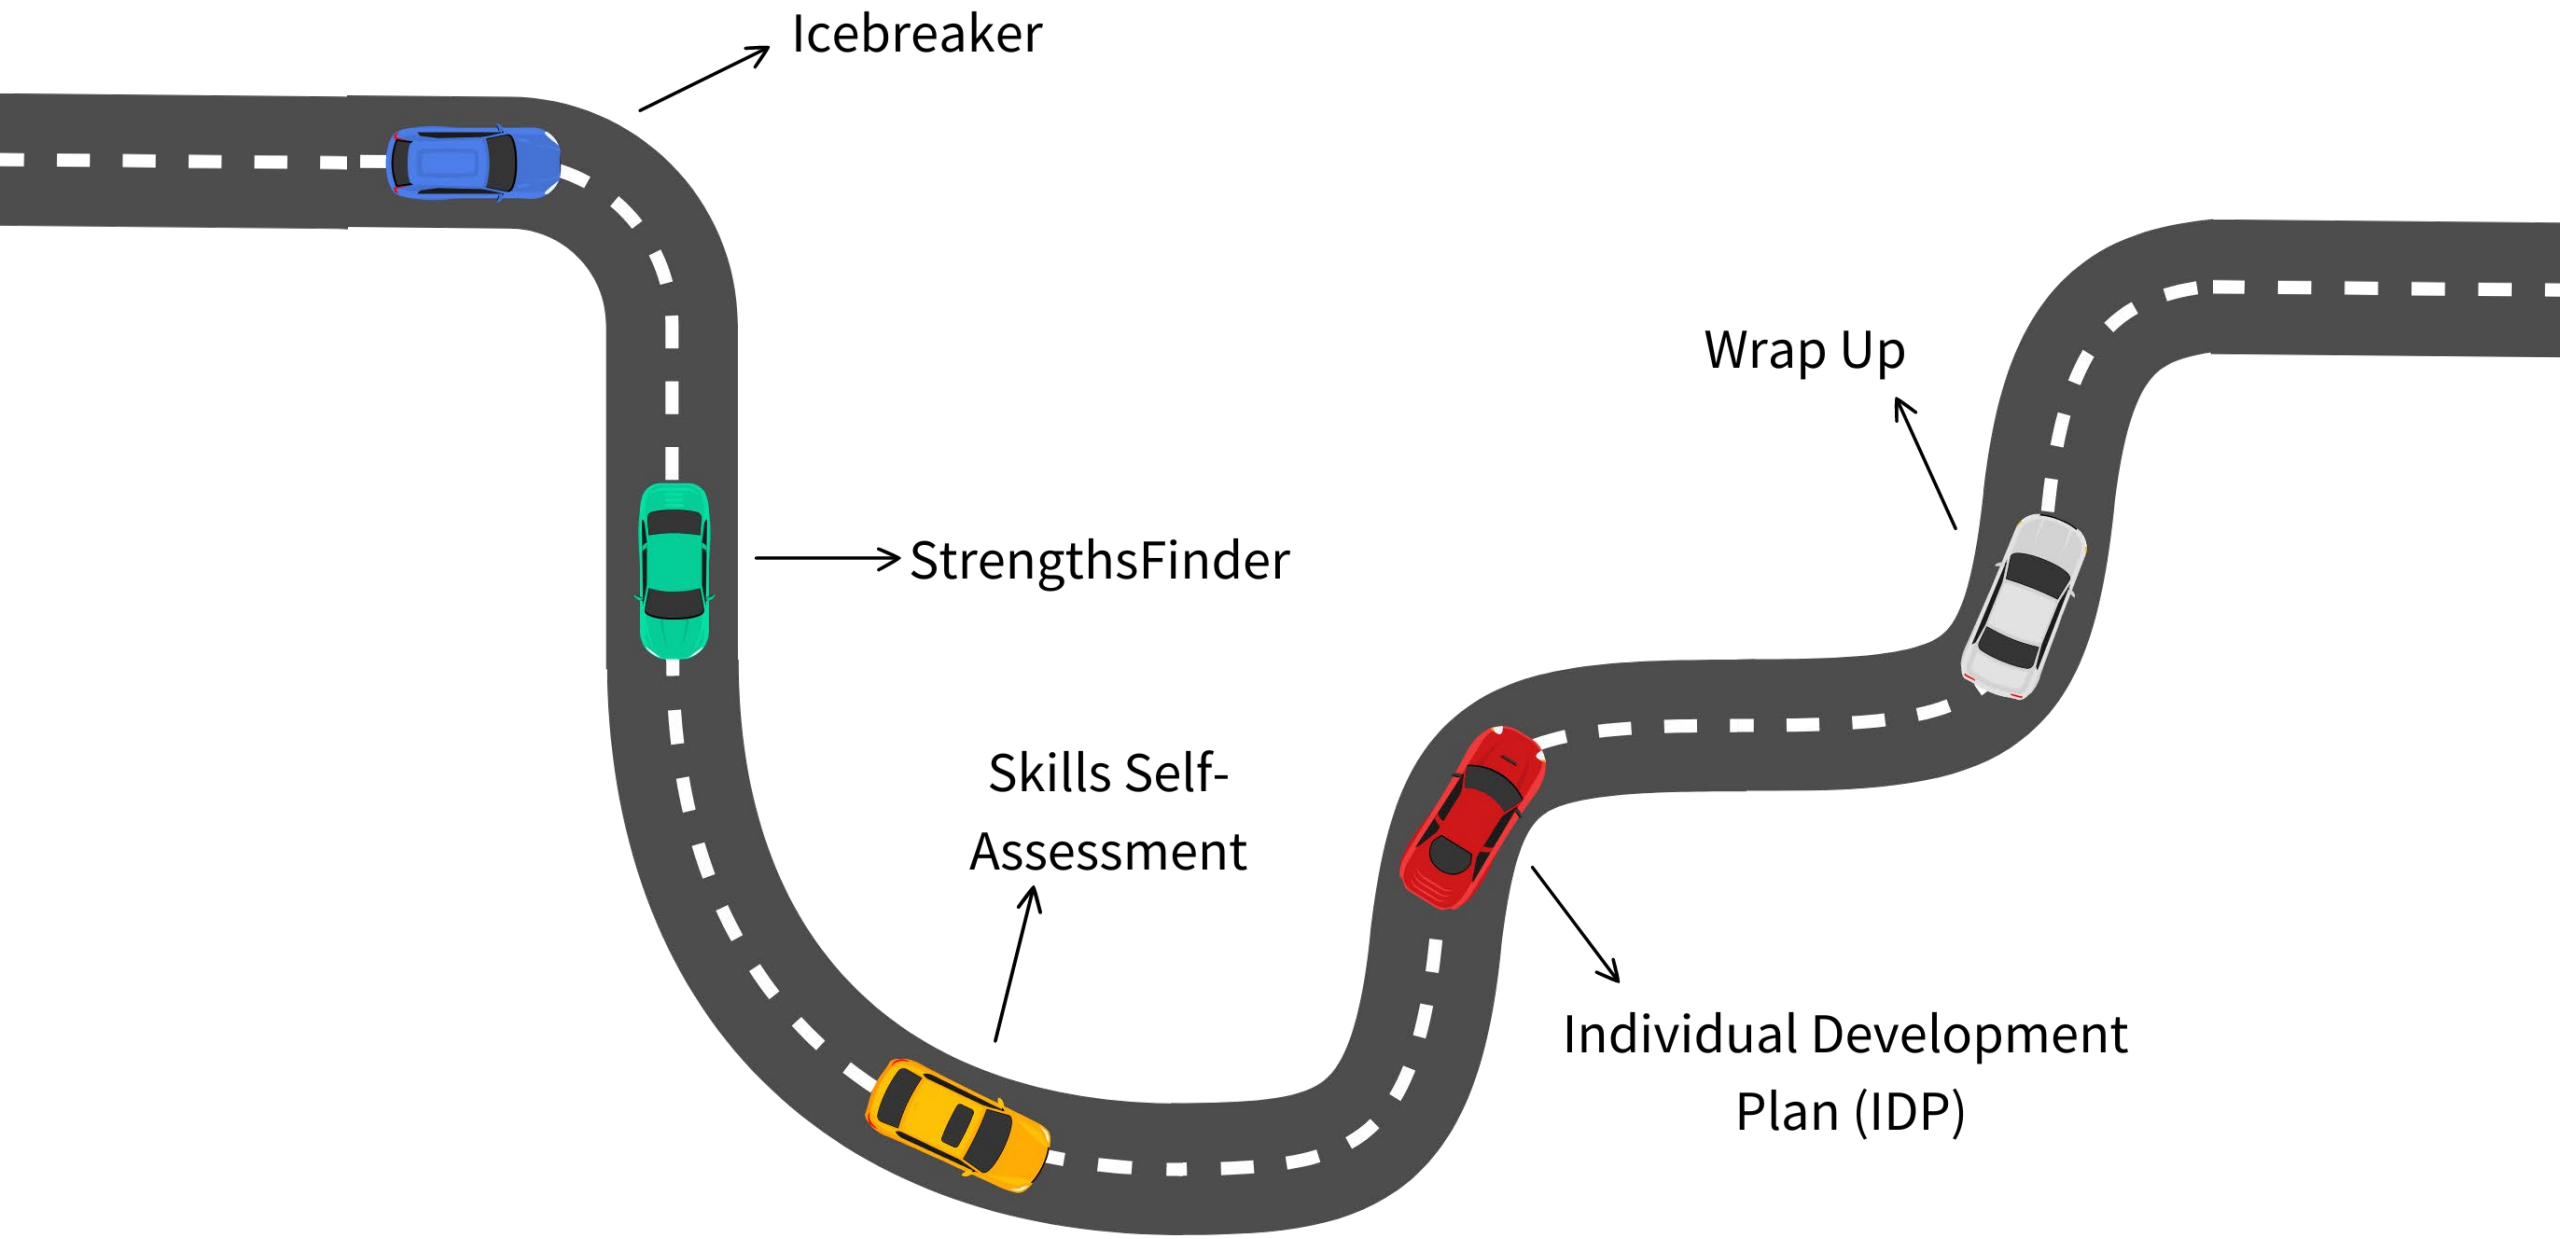 Icebreaker
StrengthsFinder
Skills Self-
Assessment
Individual Development
Plan (IDP)
Wrap Up